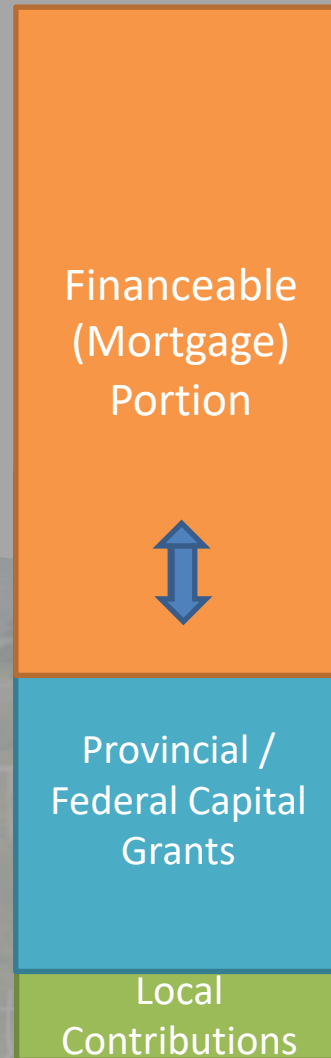 Financeable
(Mortgage)
Portion
Provincial /
Federal Capital
Grants
Local
Contributions